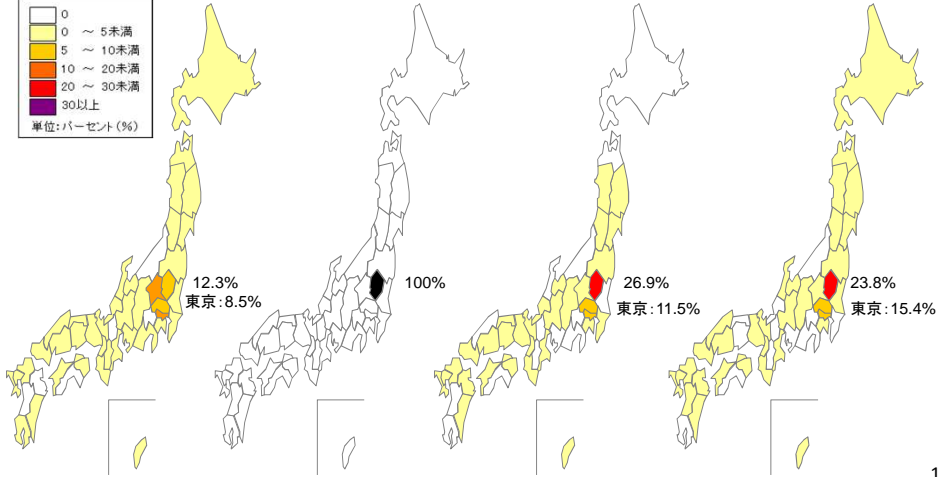 0
0 ~ 5未満
5 ~ 10未満
10 ~ 20未満
20 ~ 30未満
30以上
単位:パーセント(%)
12.3%
東京:8.5%
100%
26.9%
東京:11.5%
23.8%
東京:15.4%
1